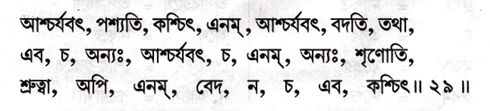 আশ্চর্যবৎ, পশ্যতি, কশ্চিৎ, এনম্, আশ্চর্যবৎ, বদতি, তথা,
এব, চ, অন্যঃ, আশ্চর্যবৎ, চ, এনম্, অন্যঃ, শৃণোতি,
শ্রুত্বা, অপি, এনম্, বেদ, ন, চ, এব, কশ্চিৎ॥ ২৯॥